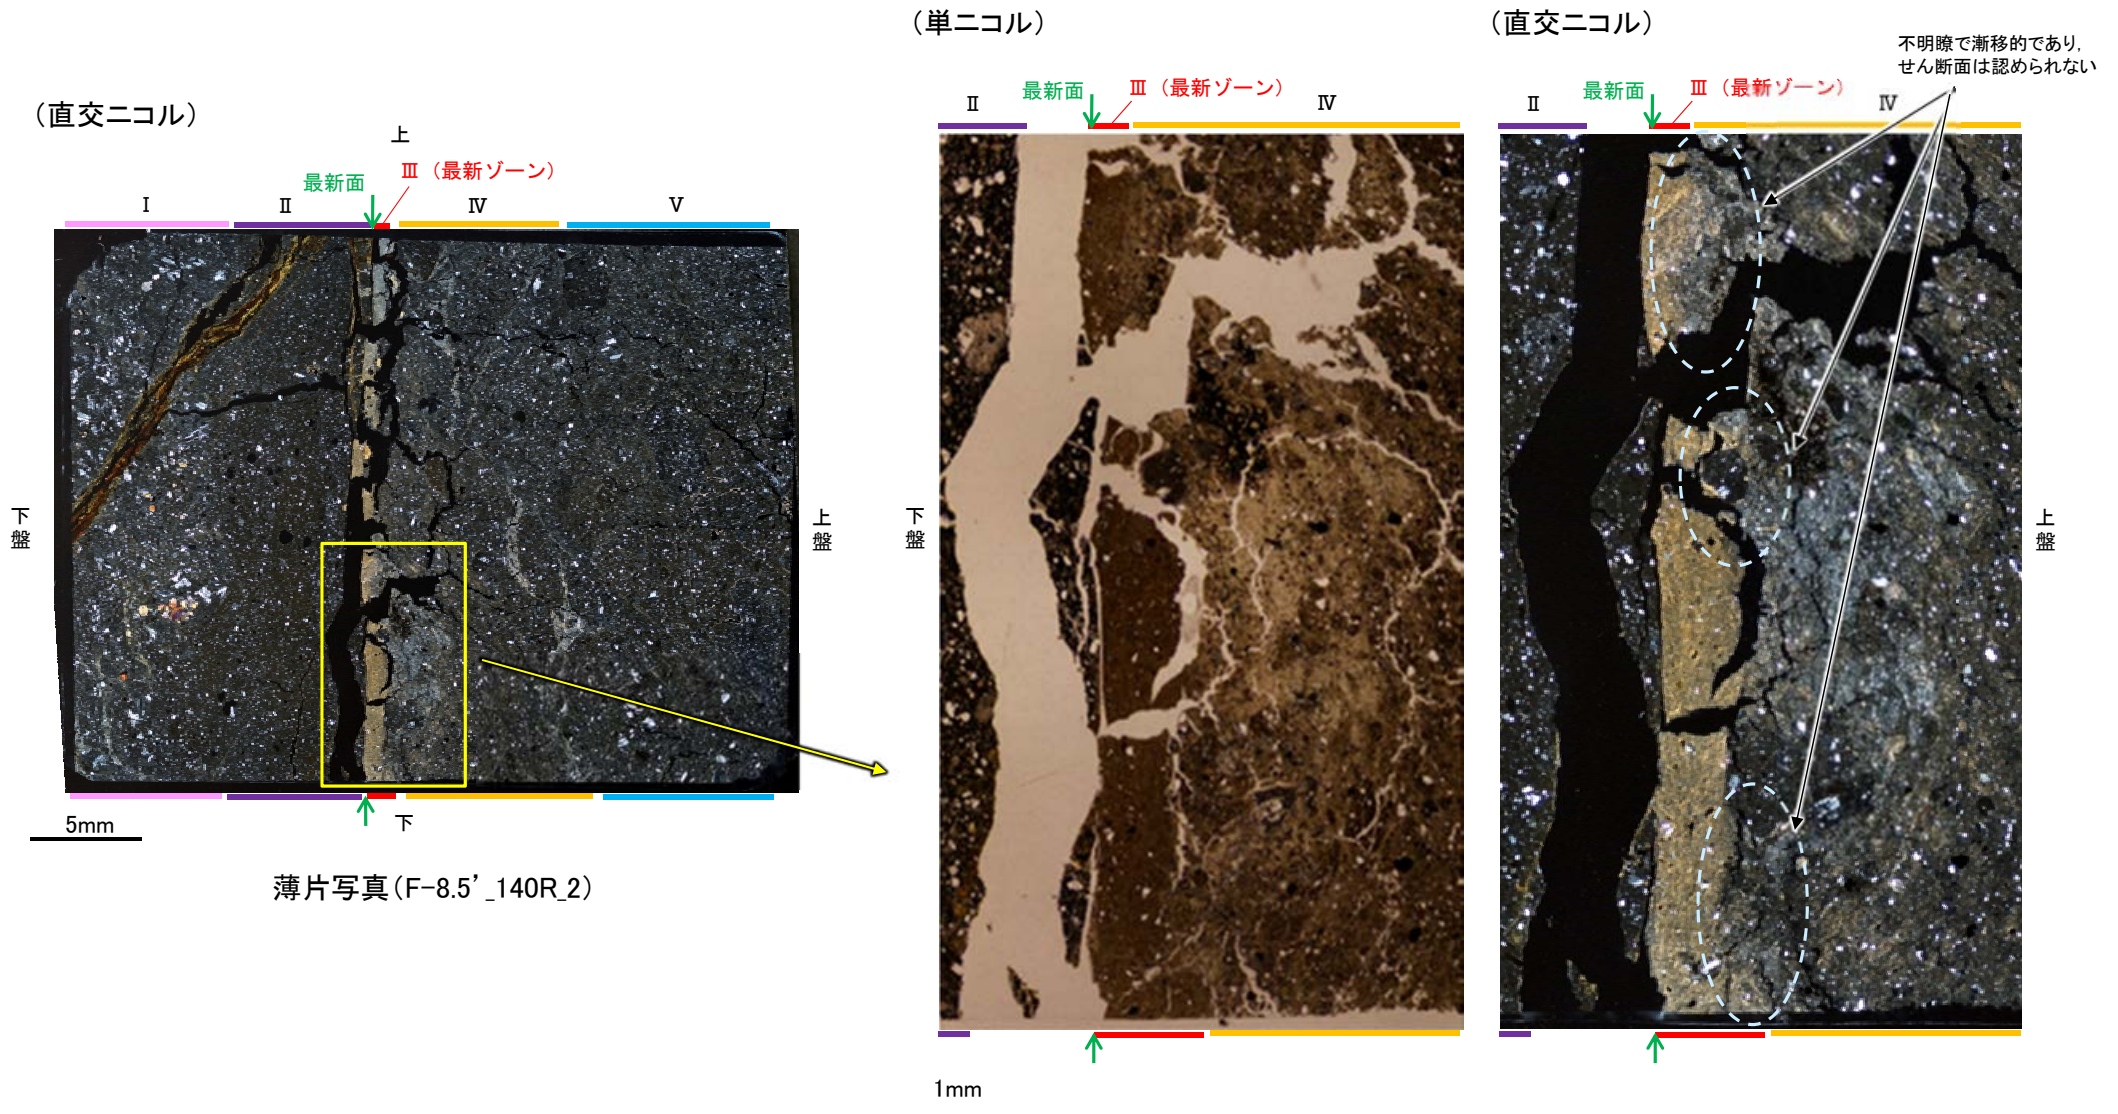 (直交ニコル)
上
Ⅲ(最新ゾーン)
最新面
Ⅰ
Ⅱ
Ⅳ
Ⅴ
下盤
上盤
5mm
下
薄片写真(F-8.5’_140R_2)
(単ニコル)
最新面
Ⅲ(最新ゾーン)
Ⅱ
Ⅳ
下盤
1mm
(直交ニコル)
不明瞭で漸移的であり,
せん断面は認められない
最新面
Ⅲ(最新ゾーン)
Ⅱ
Ⅳ
上盤